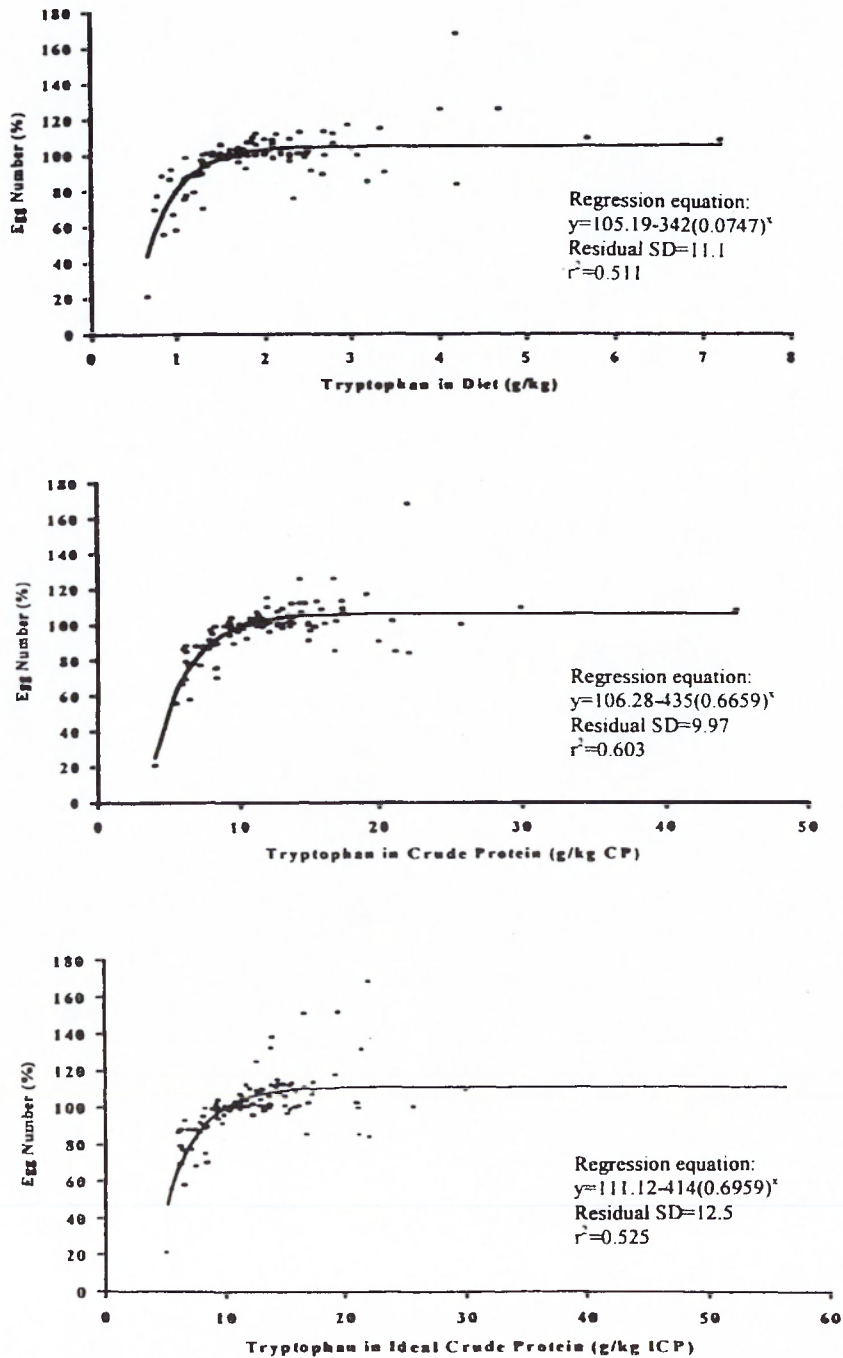 180
160
140
120
100
80
60
40
20
0
Egg Number (%)
0 1 2 3 4 5 6 7 8
Tryptophan in Diet (g/kg)
Regression equation:
y=105.19-342(0.0747)ˣ
Residual SD=11.1
r²=0.511
180
160
140
120
100
80
60
40
20
0
Egg Number (%)
0 10 20 30 40 50
Tryptophan in Crude Protein (g/kg CP)
Regression equation:
y=106.28-435(0.6659)ˣ
Residual SD=9.97
r²=0.603
180
160
140
120
100
80
60
40
20
0
Egg Number (%)
0 10 20 30 40 50 60
Tryptophan in Ideal Crude Protein (g/kg ICP)
Regression equation:
y=111.12-414(0.6959)ˣ
Residual SD=12.5
r²=0.525